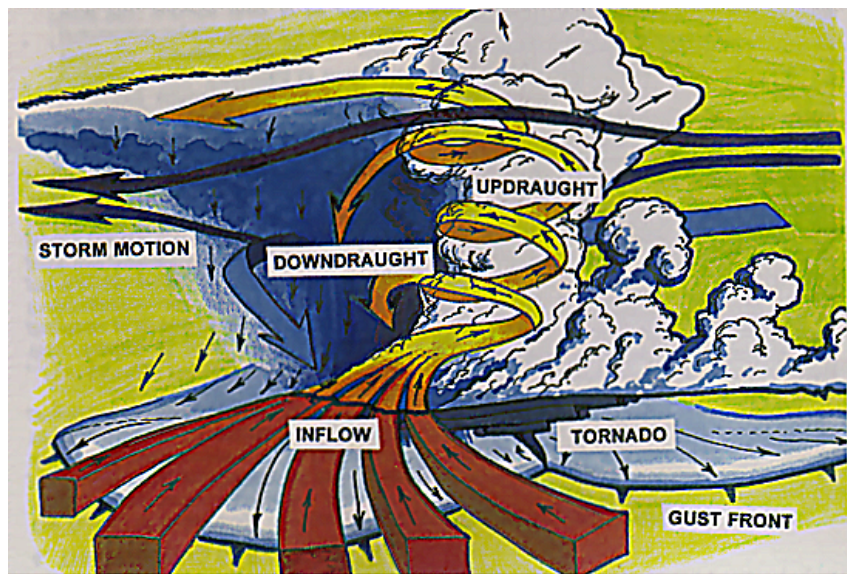 UPDRAUGHT
STORM MOTION
DOWNDRAUGHT
INFLOW
TORNADO
GUST FRONT